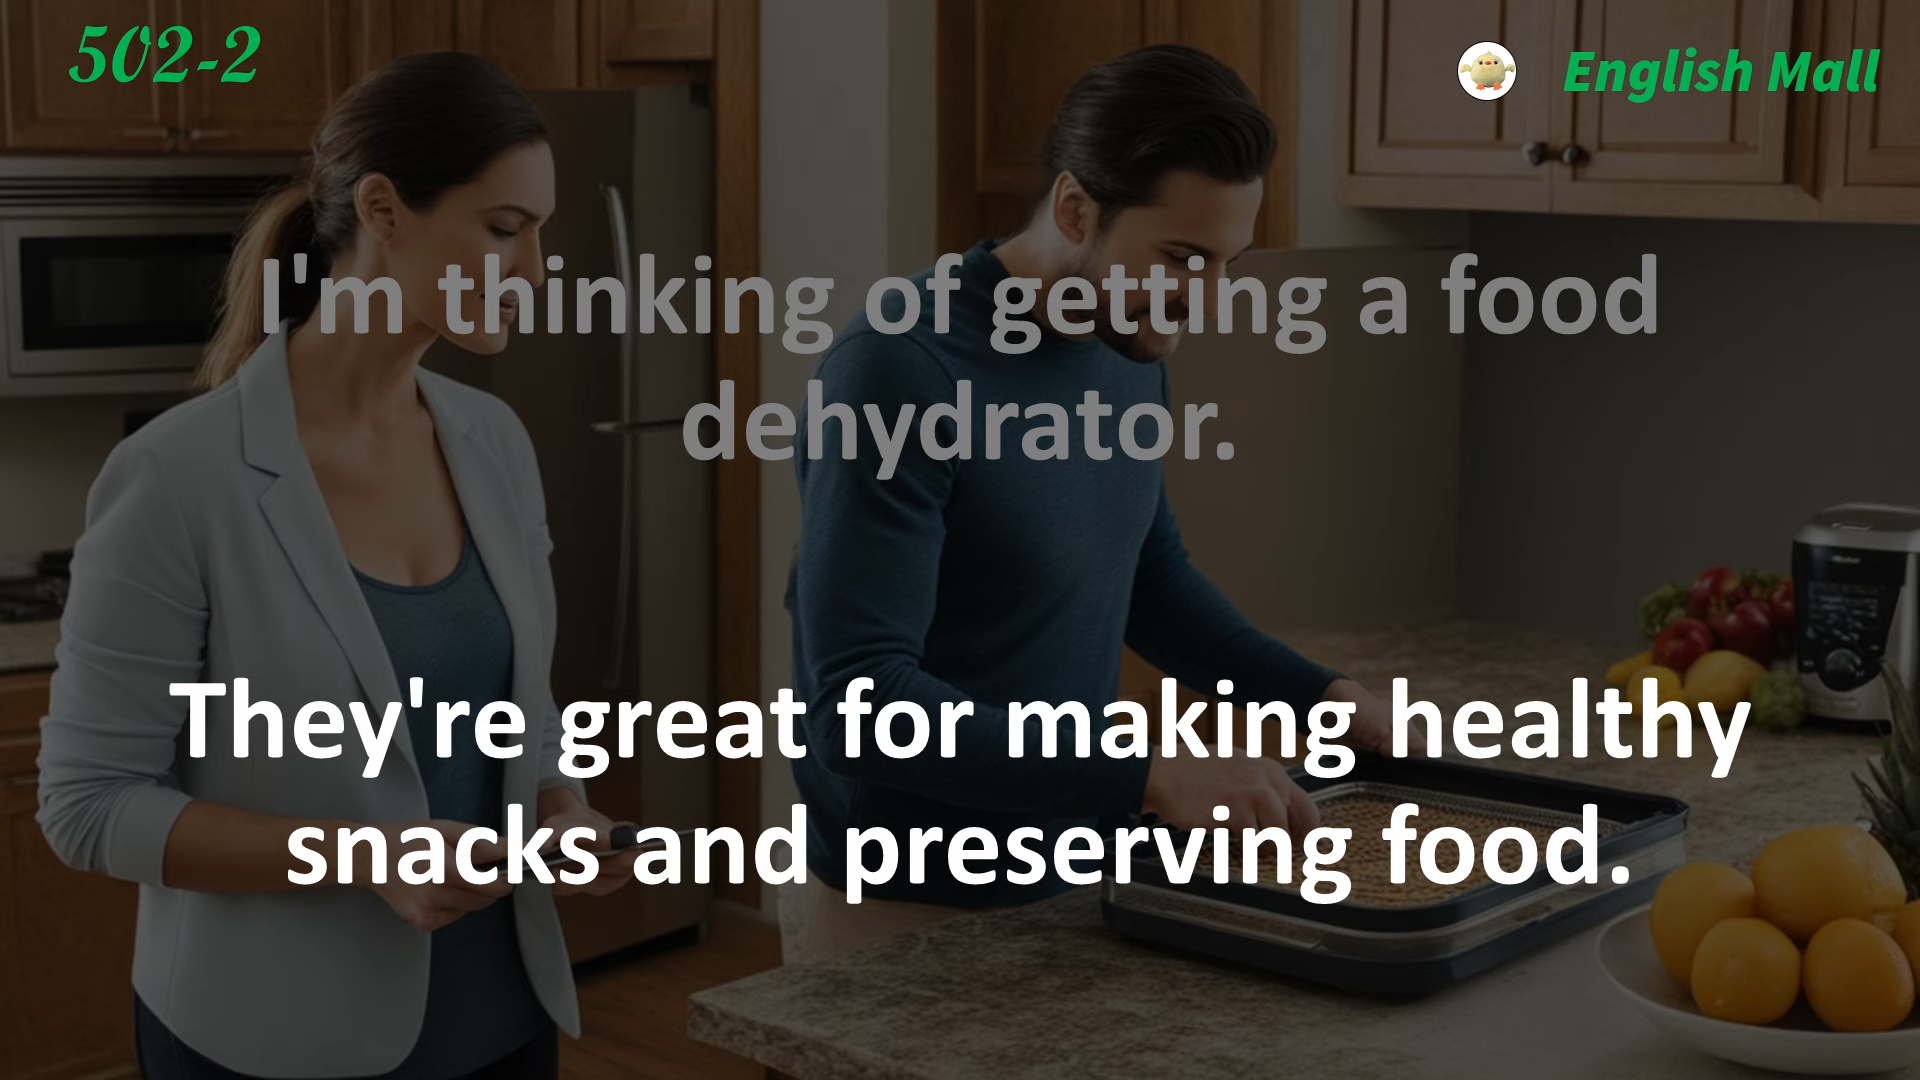 502-2
English Mall
I'm thinking of getting a food
dehydrator.
They're great for making healthy
snacks and preserving food.